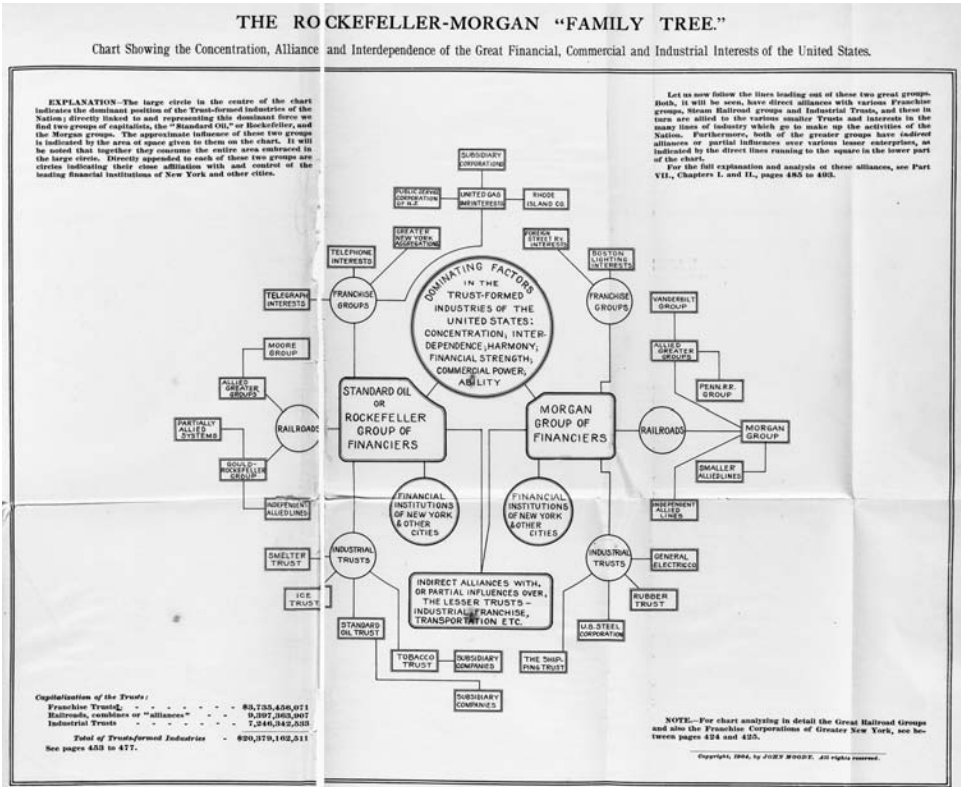 THE ROCKEFELLER-MORGAN “FAMILY TREE.”
Chart Showing the Concentration, Alliance and Interdependence of the Great Financial, Commercial and Industrial Interests of the United States.
EXPLANATION—The large circle in the centre of the chart
indicates the dominant position of the Trust-formed industries of the
Nation; directly linked to and representing this dominant force we
find two groups of capitalists, the “Standard Oil,” or Rockefeller, and
the Morgan groups. The approximate influence of these two groups
is indicated by the area of space given to them on the chart. It will
be noted that together they consume the entire area embraced in
the large circle. Directly appended to each of these two groups are
circles indicating their close affiliation with and control of the
leading financial institutions of New York and other cities.
Let us now follow the lines leading out of these two great groups.
Both, it will be seen, have direct alliances with various Franchise
groups, Steam Railroad groups and Industrial Trusts, and these in
turn are allied to the various smaller Trusts and interests in the
many lines of industry which go to make up the activities of the
Nation. Furthermore, both of the greater groups have indirect
alliances or partial influences over various lesser enterprises, as
indicated by the direct lines running to the square in the lower part
of the chart.
For the full explanation and analysis of these alliances, see Part
VII., Chapters I. and II., pages 485 to 493.
SUBSIDIARY
CORPORATIONS
PUBLIC SERVICE
CORPORATION
OF N.J.
UNITED GAS
IMR INTERESTS
RHODE
ISLAND CO.
GREATER
NEW YORK
AGGREGATIONS
FOREIGN
STREET RY.
INTERESTS
TELEPHONE
INTERESTS
BOSTON
LIGHTING
INTERESTS
TELEGRAPH
INTERESTS
FRANCHISE
GROUPS
DOMINATING FACTORS
IN THE
TRUST-FORMED
INDUSTRIES OF THE
UNITED STATES:
CONCENTRATION; INTER-
DEPENDENCE; HARMONY;
FINANCIAL STRENGTH;
COMMERCIAL POWER,
ABILITY
FRANCHISE
GROUPS
VANDERBILT
GROUP
MOORE
GROUP
ALLIED
GREATER
GROUPS
ALLIED
GREATER
GROUPS
PENN.R.R.
GROUP
STANDARD OIL
OR
ROCKEFELLER
GROUP OF
FINANCIERS
MORGAN
GROUP OF
FINANCIERS
PARTIALLY
ALLIED
SYSTEMS
RAILROADS
RAILROADS
MORGAN
GROUP
GOULD-
ROCKEFELLER
GROUP
SMALLER
ALLIED LINES
INDEPENDENT
ALLIED LINES
FINANCIAL
INSTITUTIONS
OF NEW YORK
& OTHER
CITIES
FINANCIAL
INSTITUTIONS
OF NEW YORK
& OTHER
CITIES
INDEPENDENT
ALLIED
LINES
SMELTER
TRUST
INDUSTRIAL
TRUSTS
INDUSTRIAL
TRUSTS
GENERAL
ELECTRIC CO
ICE
TRUST
INDIRECT ALLIANCES WITH,
OR PARTIAL INFLUENCES OVER,
THE LESSER TRUSTS—
INDUSTRIAL, FRANCHISE,
TRANSPORTATION ETC.
RUBBER
TRUST
STANDARD
OIL TRUST
U.S. STEEL
CORPORATION
TOBACCO
TRUST
SUBSIDIARY
COMPANIES
THE SHIP-
PING TRUST
SUBSIDIARY
COMPANIES
Capitalization of the Trusts:
Franchise Trusts - - - - - - - $3,735,456,071
Railroads, combines or “alliances” - - 9,397,363,907
Industrial Trusts - - - - - - - 7,246,342,533
Total of Trusts-formed Industries - $20,379,162,511
See pages 453 to 477.
NOTE.—For chart analyzing in detail the Great Railroad Groups
and also the Franchise Corporations of Greater New York, see be-
tween pages 424 and 425.
Copyright, 1904, by JOHN MOODY. All rights reserved.